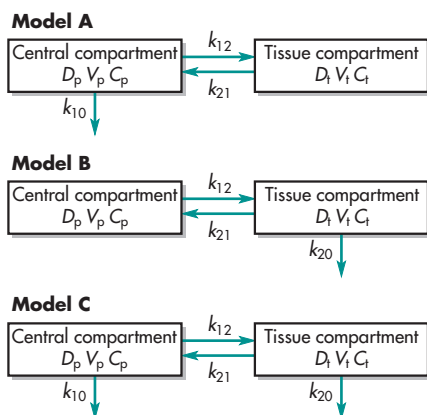 Model A
Central compartment
Dp Vp Cp
k12
k21
Tissue compartment
Dt Vt Ct
k10
Model B
Central compartment
Dp Vp Cp
k12
k21
Tissue compartment
Dt Vt Ct
k20
Model C
Central compartment
Dp Vp Cp
k12
k21
Tissue compartment
Dt Vt Ct
k10
k20